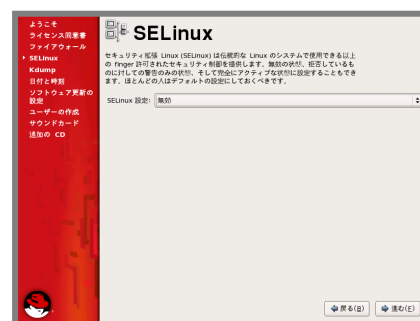 ようこそ
ライセンス同意書
ファイアウォール
SELinux
Kdump
日付と時刻
ソフトウェア更新の
設定
ユーザーの作成
サウンドカード
追加の CD
SELinux
セキュリティ拡張 Linux (SELinux) は伝統的な Linux のシステムで使用できる以上
の finger 許可されたセキュリティ制御を提供します。無効の状態、拒否しているも
のに対しての警告のみの状態、そして完全にアクティブな状態に設定することもでき
ます。ほとんどの人はデフォルトの設定にしておくべきです。
SELinux 設定: 無効
戻る(B)
進む(F)